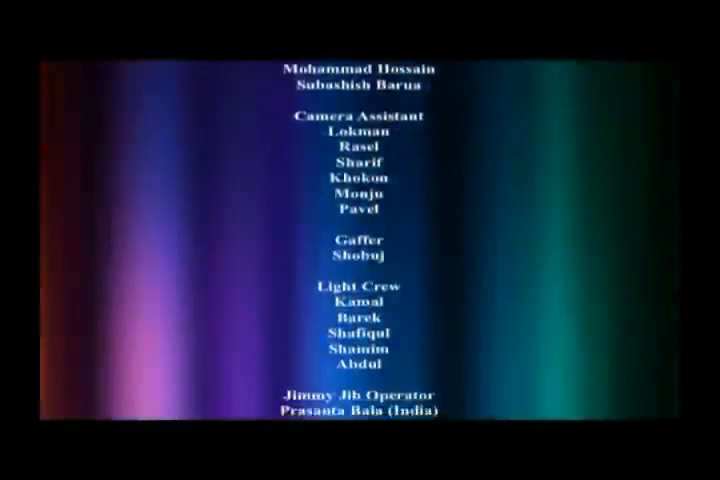 Mohammad Hossain
Subashish Barua
Camera Assistant
Lokman
Rasel
Sharif
Khokon
Monju
Pavel
Gaffer
Shobuj
Light Crew
Kamal
Barek
Shafiqul
Shamim
Abdul
Jimmy Jib Operator
Prasanta Bala (India)